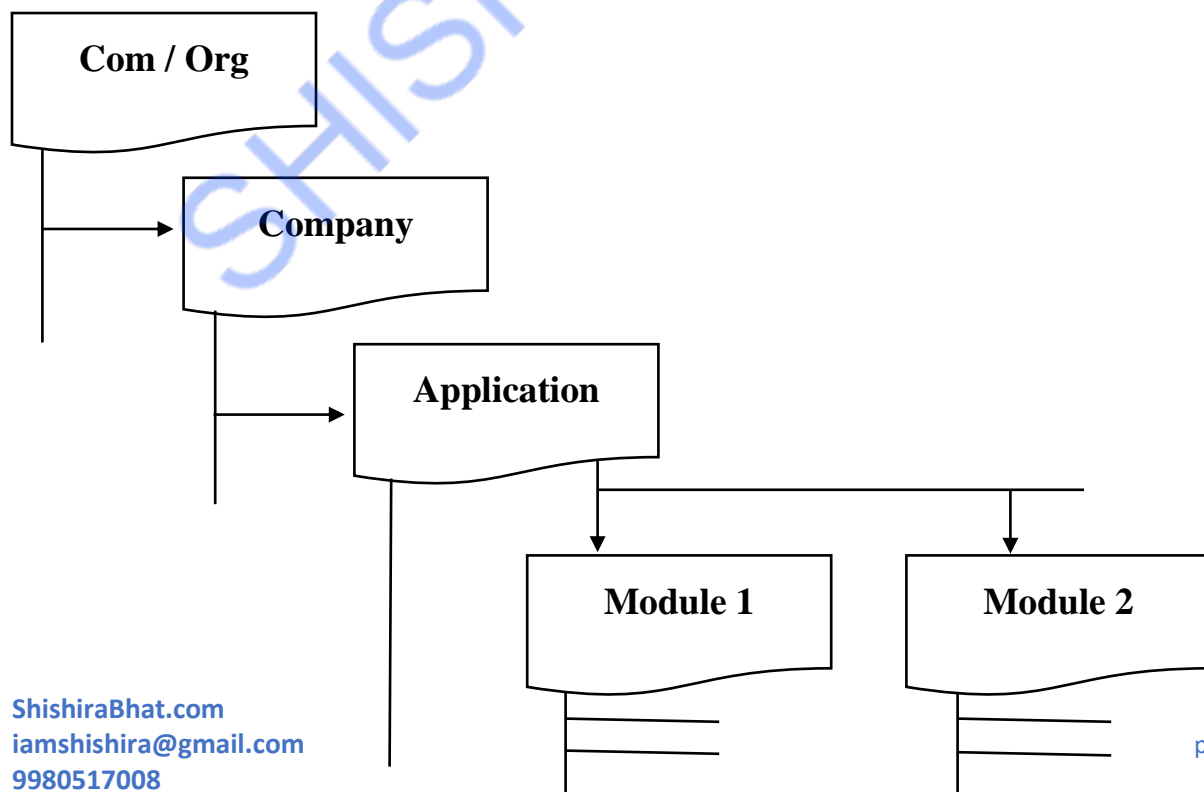 Com / Org
Company
Application
Module 1
Module 2
ShishiraBhat.com
iamshishira@gmail.com
9980517008